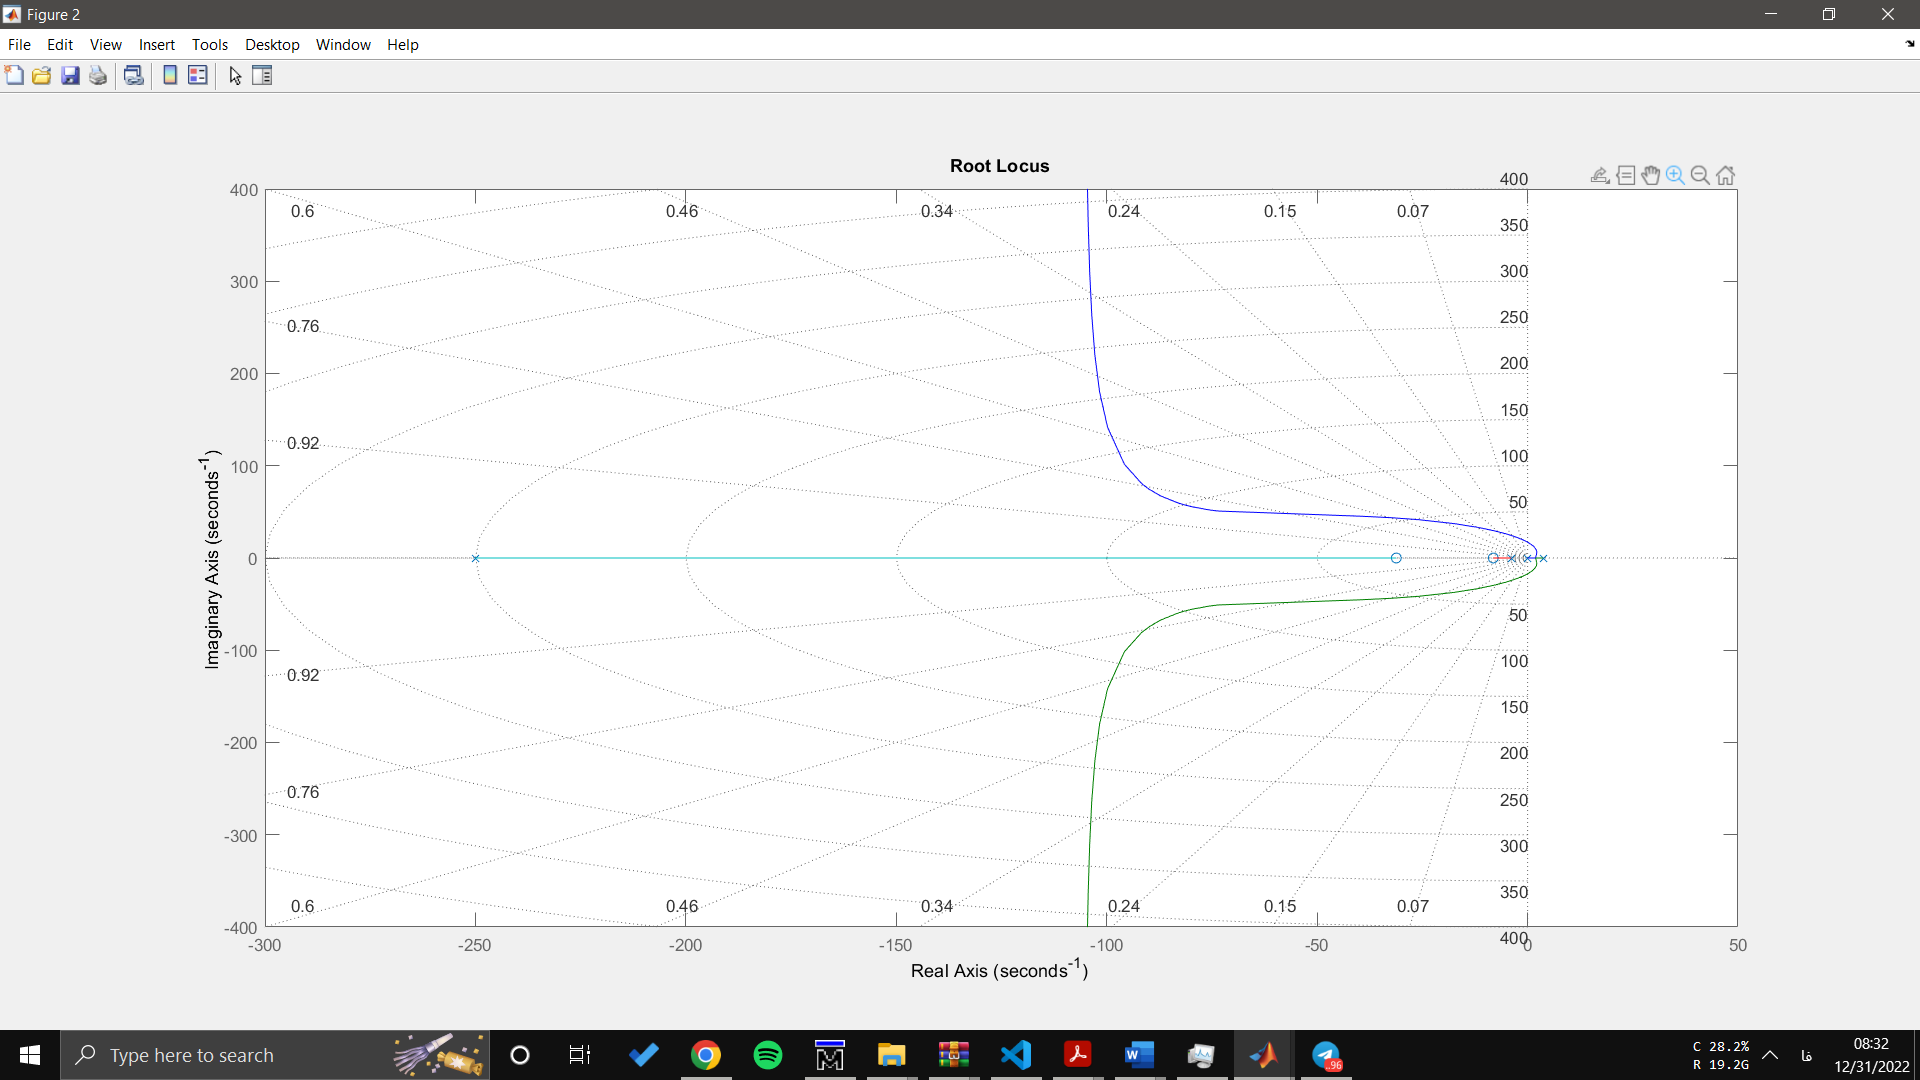 Figure 2
File Edit View Insert Tools Desktop Window Help
Root Locus
400
0.6 0.46 0.34 0.24 0.15 0.07
400
350
300
300
250
0.76
200
200
150
0.92
100
100
50
0
50
-100
100
0.92
150
-200
200
0.76
250
-300
300
350
0.6 0.46 0.34 0.24 0.15 0.07
-400
400
-300 -250 -200 -150 -100 -50 0 50
Imaginary Axis (seconds-1)
Real Axis (seconds-1)
Type here to search
C 28.2%
R 19.2G
فا
08:32
12/31/2022
..96